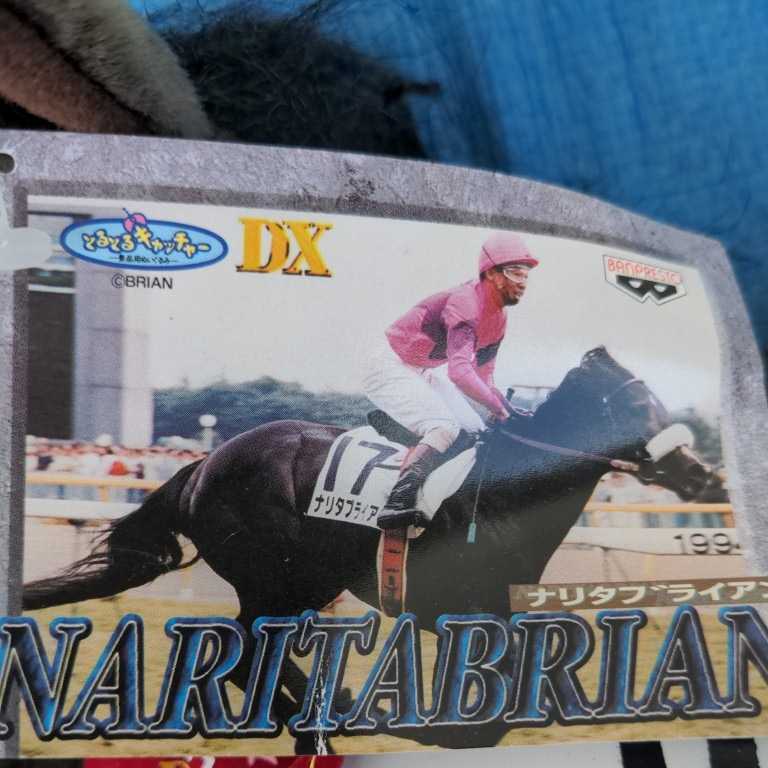 とるとるキャッチャー
DX
BANPRESTO
©BRIAN
17
ナリタブライア
1994
ナリタブライアン
NARITABRIAN